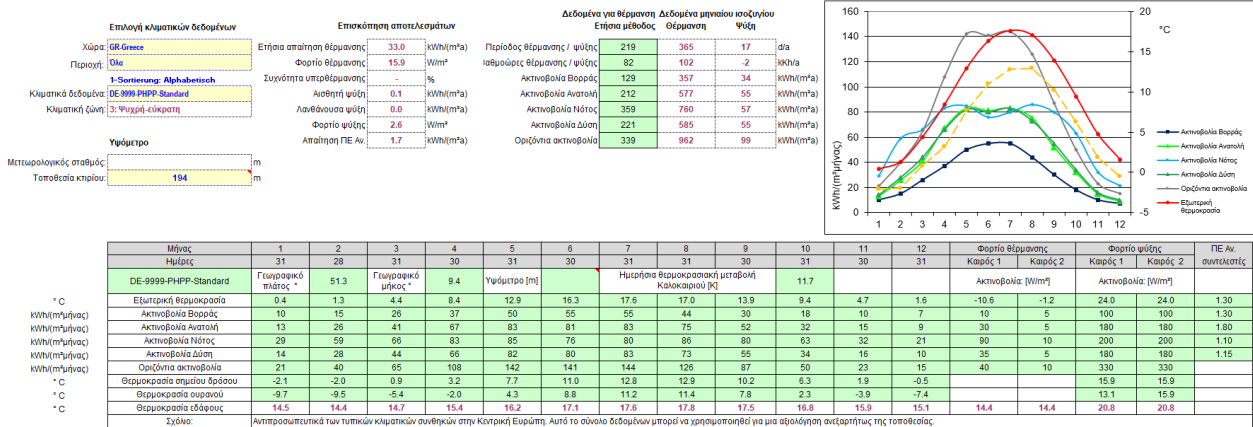 Επιλογή κλιματικών δεδομένων
Χώρα: GR-Greece
Περιοχή: Όλα
1-Sortierung: Alphabetisch
Κλιματικά δεδομένα: DE-9999-PHPP-Standard
Κλιματική ζώνη: 3: Ψυχρή-εύκρατη
Υψόμετρο
Μετεωρολογικός σταθμός: m
Τοποθεσία κτιρίου: 194 m
Επισκόπηση αποτελεσμάτων
Ετήσια απαίτηση θέρμανσης 33.0 kWh/(m²a)
Φορτίο θέρμανσης 15.9 W/m²
Συχνότητα υπερθέρμανσης - %
Αισθητή ψύξη 0.1 kWh/(m²a)
Λανθάνουσα ψύξη 0.0 kWh/(m²a)
Φορτίο ψύξης 2.6 W/m²
Απαίτηση ΠΕ Αν. 1.7 kWh/(m²a)
Δεδομένα για θέρμανση Δεδομένα μηνιαίου ισοζυγίου
Ετήσια μέθοδος Θέρμανση Ψύξη
Περίοδος θέρμανσης / ψύξης 219 365 17 d/a
Ιαθμοώρες θέρμανσης / ψύξης 82 102 -2 kKh/a
Ακτινοβολία Βορράς 129 357 34 kWh/(m²a)
Ακτινοβολία Ανατολή 212 577 55 kWh/(m²a)
Ακτινοβολία Νότος 359 760 57 kWh/(m²a)
Ακτινοβολία Δύση 221 585 55 kWh/(m²a)
Οριζόντια ακτινοβολία 339 962 99 kWh/(m²a)
kWh/(m²μήνας)
160
140
120
100
80
60
40
20
0
1 2 3 4 5 6 7 8 9 10 11 12
20
15
10
5
0
-5
°C
Ακτινοβολία Βορράς
Ακτινοβολία Ανατολή
Ακτινοβολία Νότος
Ακτινοβολία Δύση
Οριζόντια ακτινοβολία
Εξωτερική
θερμοκρασία
Μήνας 1 2 3 4 5 6 7 8 9 10 11 12 Φορτίο θέρμανσης Φορτίο ψύξης ΠΕ Αν.
Ημέρες 31 28 31 30 31 30 31 31 30 31 30 31 Καιρός 1 Καιρός 2 Καιρός 1 Καιρός 2 συντελεστές
DE-9999-PHPP-Standard Γεωγραφικό πλάτος ° 51.3 Γεωγραφικό μήκος ° 9.4 Υψόμετρο [m] Ημερήσια θερμοκρασιακή μεταβολή Καλοκαιριού [K] 11.7 Ακτινοβολία: [W/m²] Ακτινοβολία: [W/m²]
° C Εξωτερική θερμοκρασία 0.4 1.3 4.4 8.4 12.9 16.3 17.6 17.0 13.9 9.4 4.7 1.6 -10.6 -1.2 24.0 24.0 1.30
kWh/(m²μήνας) Ακτινοβολία Βορράς 10 15 26 37 50 55 55 44 30 18 10 7 10 5 100 100 1.30
kWh/(m²μήνας) Ακτινοβολία Ανατολή 13 26 41 67 83 81 83 75 52 32 15 9 30 5 180 180 1.80
kWh/(m²μήνας) Ακτινοβολία Νότος 29 59 66 83 85 76 80 86 80 63 32 21 90 10 200 200 1.10
kWh/(m²μήνας) Ακτινοβολία Δύση 14 28 44 66 82 80 83 73 55 34 16 10 35 5 180 180 1.15
kWh/(m²μήνας) Οριζόντια ακτινοβολία 21 40 65 108 142 141 144 126 87 50 23 15 40 10 330 330
° C Θερμοκρασία σημείου δρόσου -2.1 -2.0 0.9 3.2 7.7 11.0 12.8 12.9 10.2 6.3 1.9 -0.5 15.9 15.9
° C Θερμοκρασία ουρανού -9.7 -9.5 -5.4 -2.0 4.3 8.8 11.2 11.4 7.8 2.3 -3.9 -7.4 13.1 15.9
° C Θερμοκρασία εδάφους 14.5 14.4 14.7 15.4 16.2 17.1 17.6 17.8 17.5 16.8 15.9 15.1 14.4 14.4 20.8 20.8
Σχόλιο: Αντιπροσωπευτικά των τυπικών κλιματικών συνθηκών στην Κεντρική Ευρώπη. Αυτό το σύνολο δεδομένων μπορεί να χρησιμοποιηθεί για μια αξιολόγηση ανεξαρτήτως της τοποθεσίας.